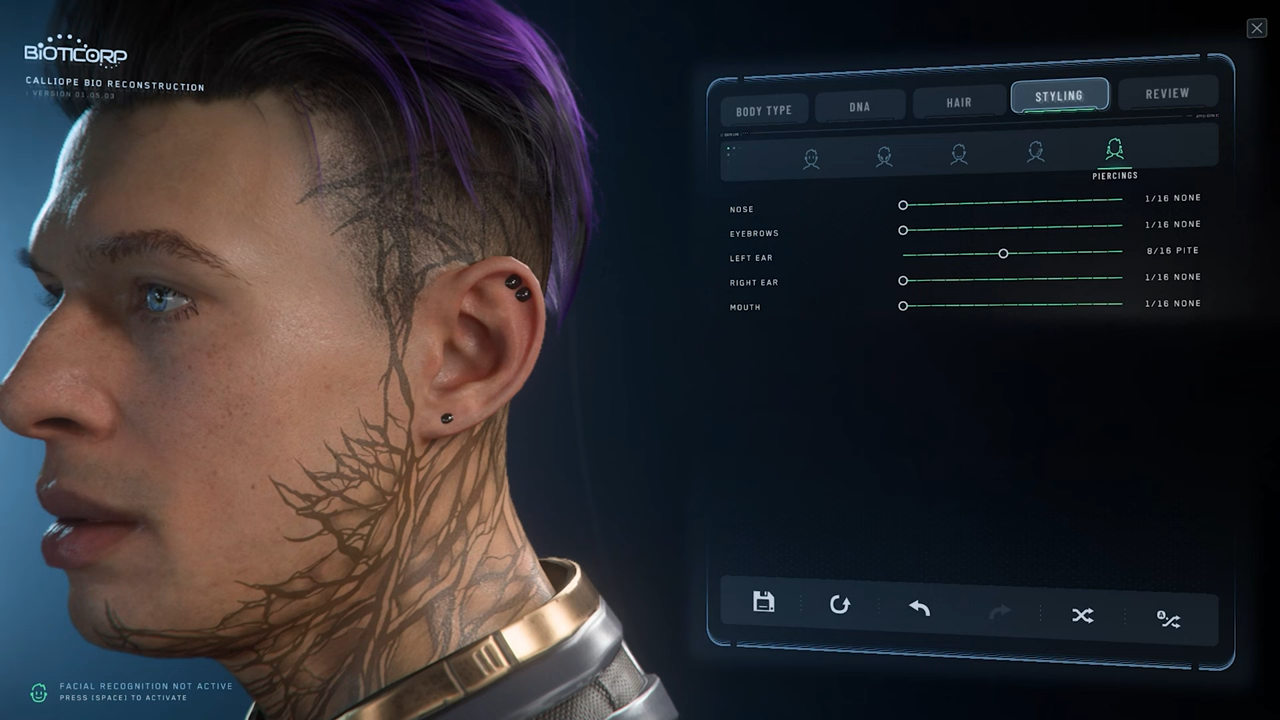 BIOTICORP
CALLIOPE BIO RECONSTRUCTION
VERSION 01.05.03
BODY TYPE
DNA
HAIR
STYLING
REVIEW
PIERCINGS
NOSE 1/16 NONE
EYEBROWS 1/16 NONE
LEFT EAR 8/16 PITE
RIGHT EAR 1/16 NONE
MOUTH 1/16 NONE
FACIAL RECOGNITION NOT ACTIVE
PRESS [SPACE] TO ACTIVATE